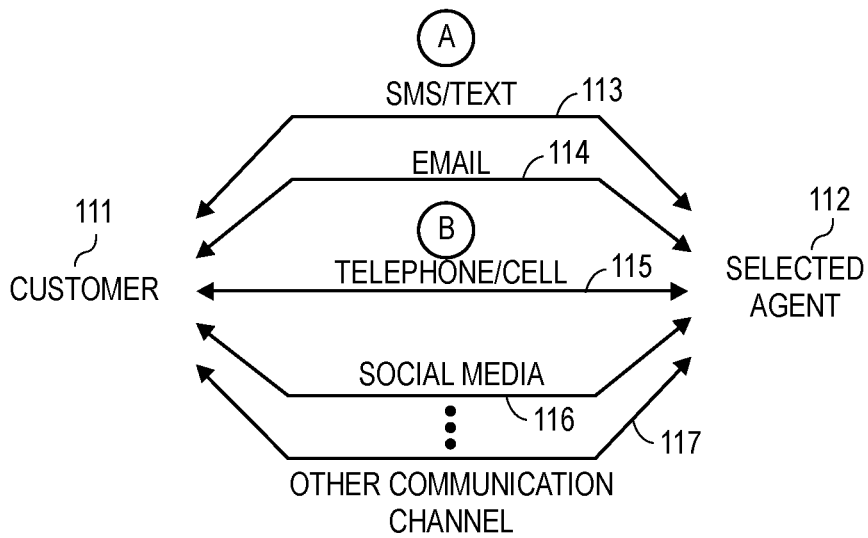 A
SMS/TEXT
113
EMAIL
114
111
B
112
CUSTOMER
TELEPHONE/CELL
115
SELECTED
AGENT
SOCIAL MEDIA
116
117
OTHER COMMUNICATION
CHANNEL